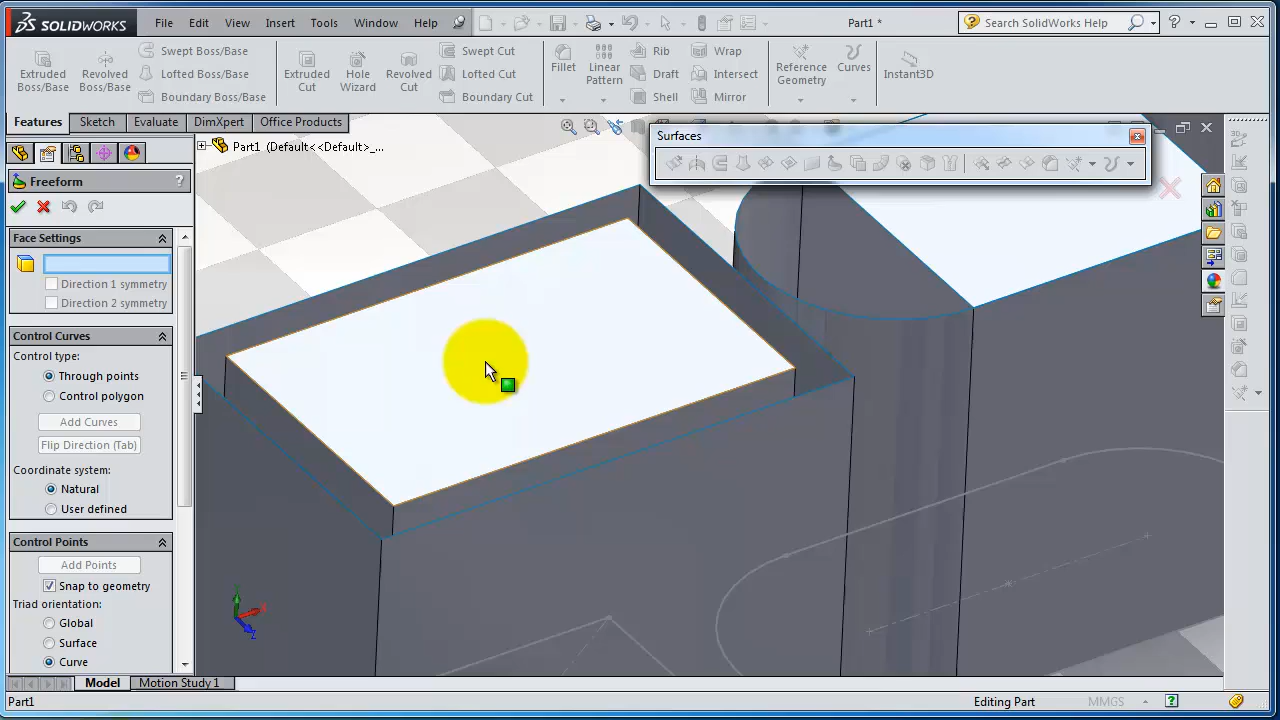 SOLIDWORKS File Edit View Insert Tools Window Help Part1 * Search SolidWorks Help
Extruded Boss/Base
Revolved Boss/Base
Swept Boss/Base
Lofted Boss/Base
Boundary Boss/Base
Extruded Cut
Hole Wizard
Revolved Cut
Swept Cut
Lofted Cut
Boundary Cut
Fillet
Linear Pattern
Rib
Draft
Shell
Wrap
Intersect
Mirror
Reference Geometry
Curves
Instant3D
Features Sketch Evaluate DimXpert Office Products
Surfaces
Part1 (Default<<Default>_...
Freeform ?
Face Settings
Direction 1 symmetry
Direction 2 symmetry
Control Curves
Control type:
Through points
Control polygon
Add Curves
Flip Direction (Tab)
Coordinate system:
Natural
User defined
Control Points
Add Points
Snap to geometry
Triad orientation:
Global
Surface
Curve
Model Motion Study 1
Part1 Editing Part MMGS